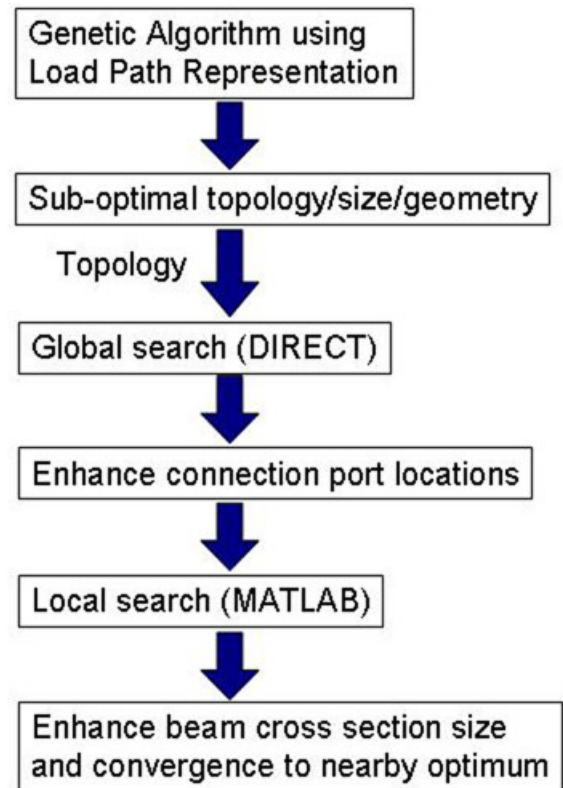 Genetic Algorithm using
Load Path Representation
Sub-optimal topology/size/geometry
Topology
Global search (DIRECT)
Enhance connection port locations
Local search (MATLAB)
Enhance beam cross section size
and convergence to nearby optimum